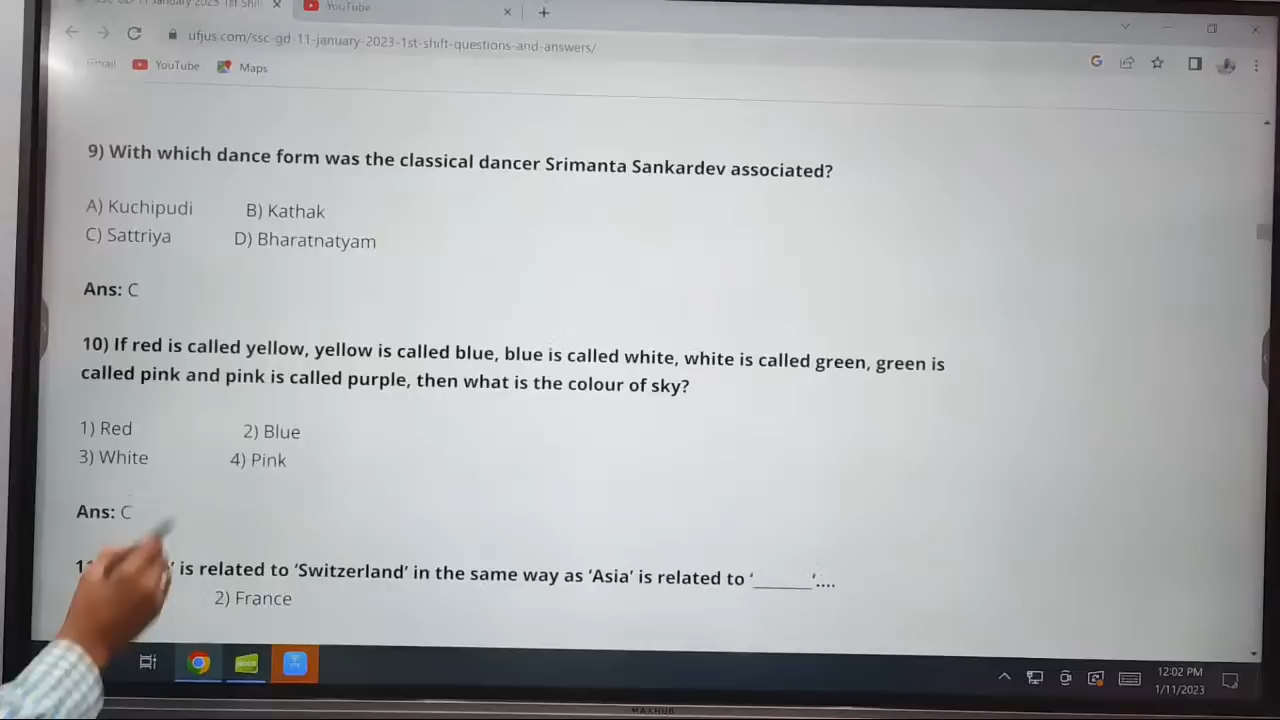 YouTube
ufjus.com/ssc-gd-11-january-2023-1st-shift-questions-and-answers/
Gmail YouTube Maps
9) With which dance form was the classical dancer Srimanta Sankardev associated?
A) Kuchipudi B) Kathak
C) Sattriya D) Bharatnatyam
Ans: C
10) If red is called yellow, yellow is called blue, blue is called white, white is called green, green is
called pink and pink is called purple, then what is the colour of sky?
1) Red 2) Blue
3) White 4) Pink
Ans: C
is related to ‘Switzerland’ in the same way as ‘Asia’ is related to ‘______’....
2) France
12:02 PM
1/11/2023
MAXHUB